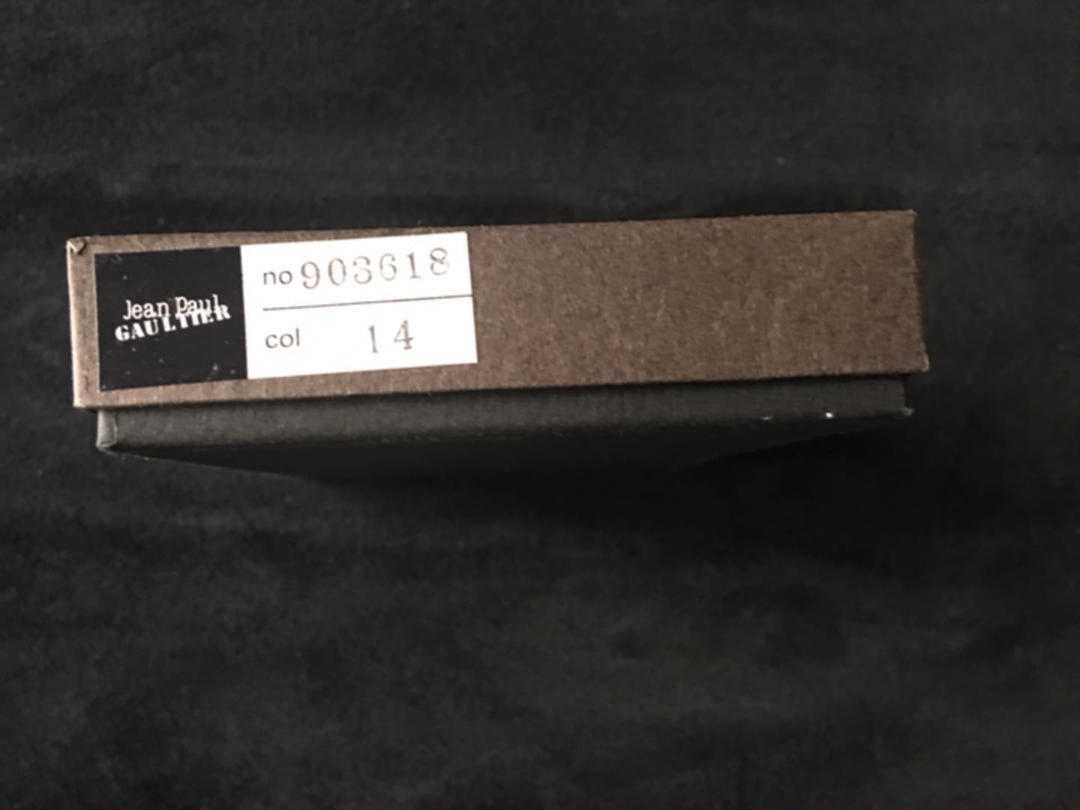 Jean Paul
GAULTIER
no 903618
col 14